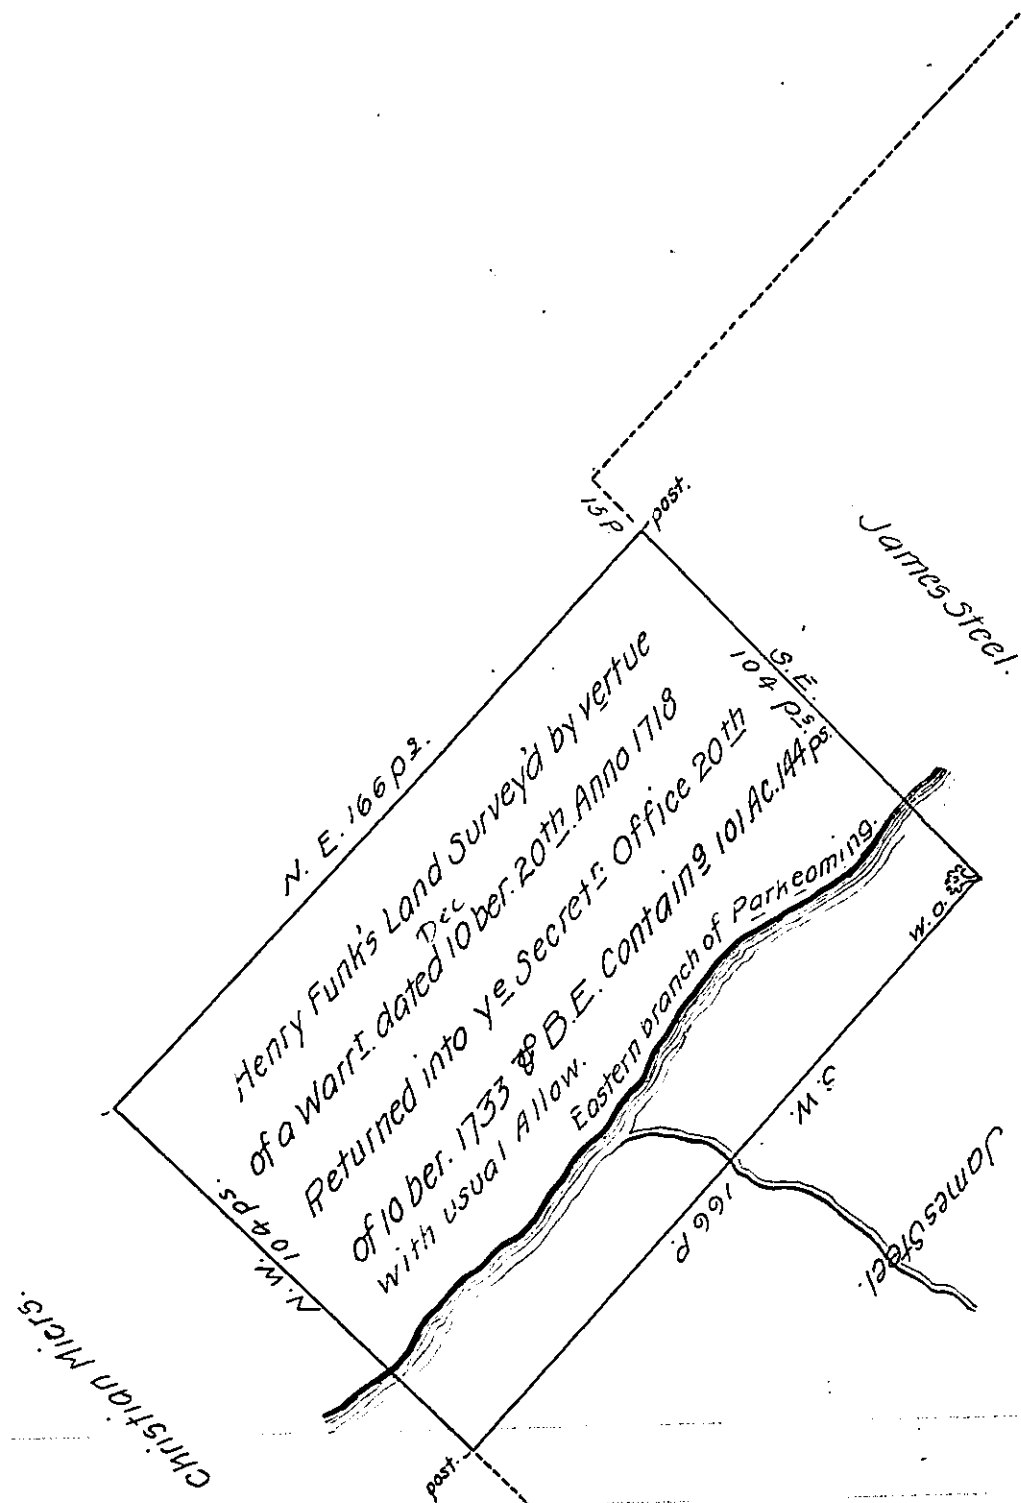 15 P.
post.
James Steel.
N. E. 166 ps.
S. E.
104 ps.
Henry Funk's Land Survey'd by vertue
Dec
of a Warrt. dated 10ber. 20th. Anno 1718
Returned into ye Secretrs Office 20th
of 10ber. 1733 & B.E. Containg 101 Ac. 144 ps.
with usual Allow.
Eastern branch of Parkeoming.
W. O.
S. W.
166 P.
James Steel.
N. W. 104 ps.
Christian Miers.
post.